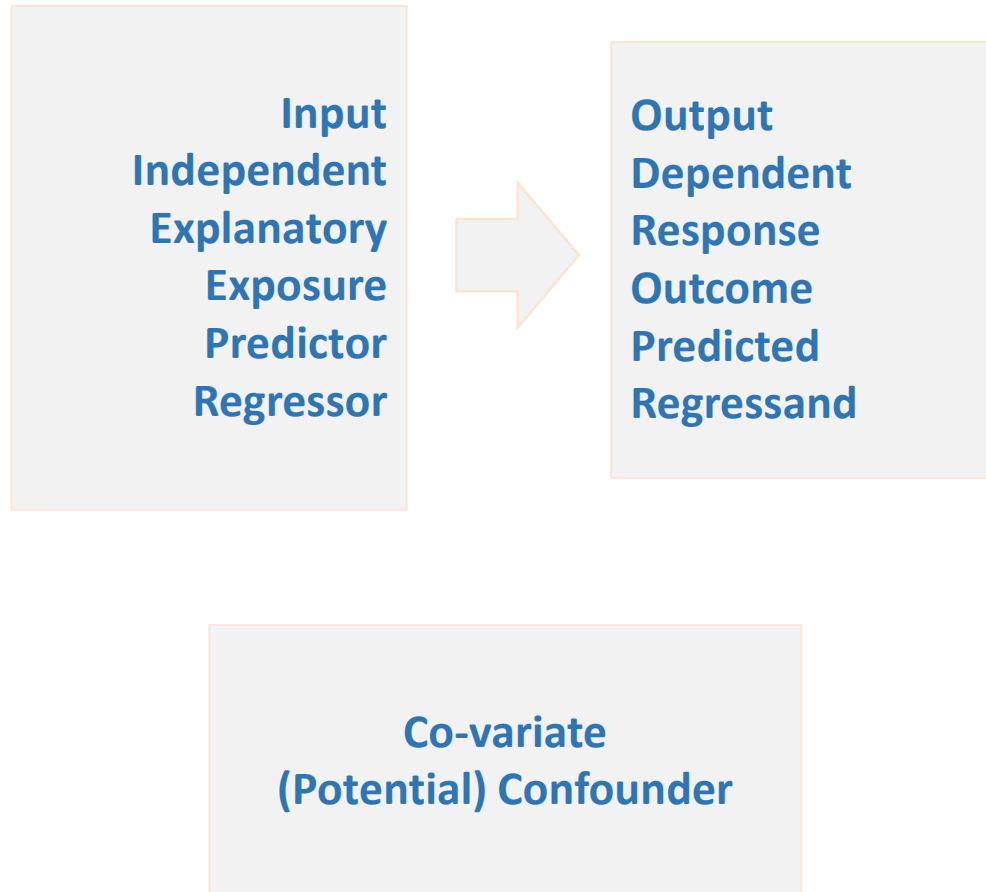 Input
Independent
Explanatory
Exposure
Predictor
Regressor
Output
Dependent
Response
Outcome
Predicted
Regressand
Co-variate
(Potential) Confounder